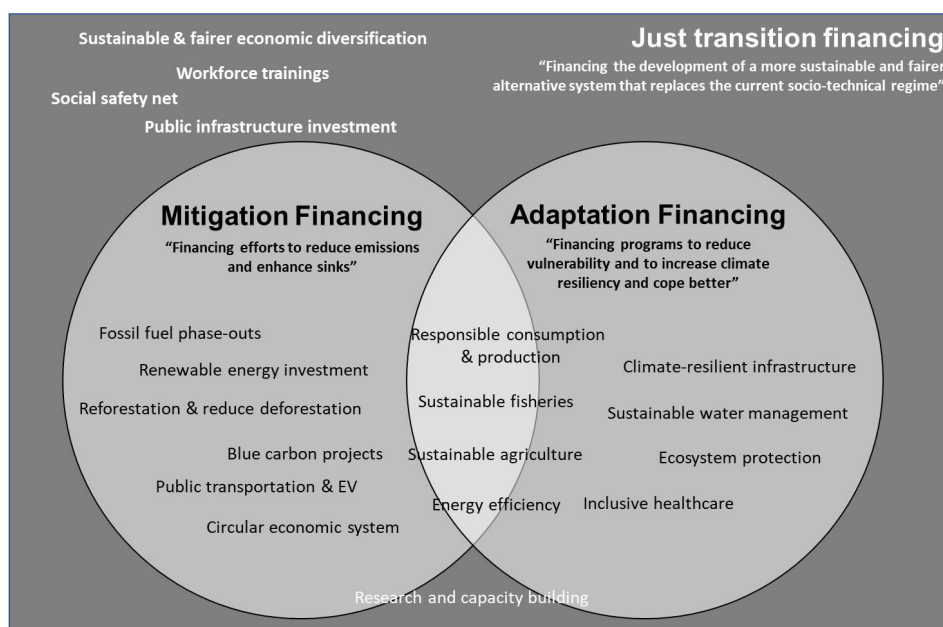 Sustainable & fairer economic diversification
Workforce trainings
Social safety net
Public infrastructure investment
Just transition financing
“Financing the development of a more sustainable and fairer
alternative system that replaces the current socio-technical regime”
Mitigation Financing
“Financing efforts to reduce emissions
and enhance sinks”
Fossil fuel phase-outs
Renewable energy investment
Reforestation & reduce deforestation
Blue carbon projects
Public transportation & EV
Circular economic system
Responsible consumption
& production
Sustainable fisheries
Sustainable agriculture
Energy efficiency
Adaptation Financing
“Financing programs to reduce
vulnerability and to increase climate
resiliency and cope better”
Climate-resilient infrastructure
Sustainable water management
Ecosystem protection
Inclusive healthcare
Research and capacity building